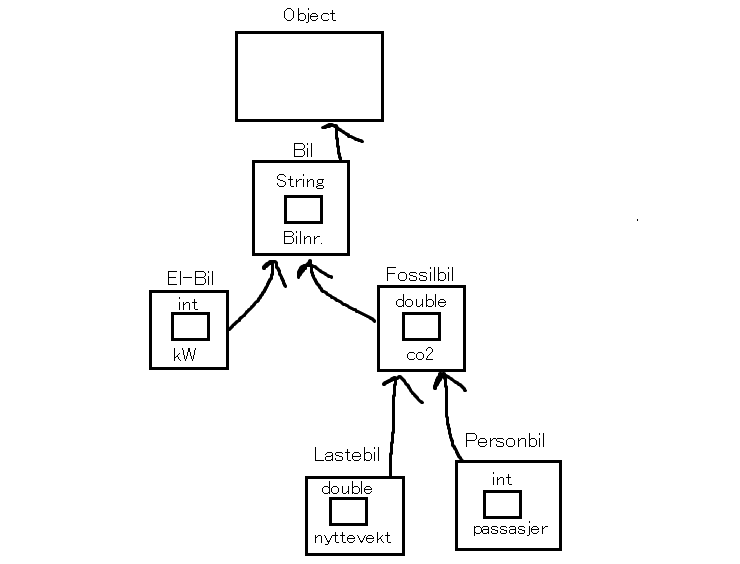 Object
Bil
String
Bilnr.
El-Bil
int
kW
Fossilbil
double
co2
Lastebil
double
nyttevekt
Personbil
int
passasjer